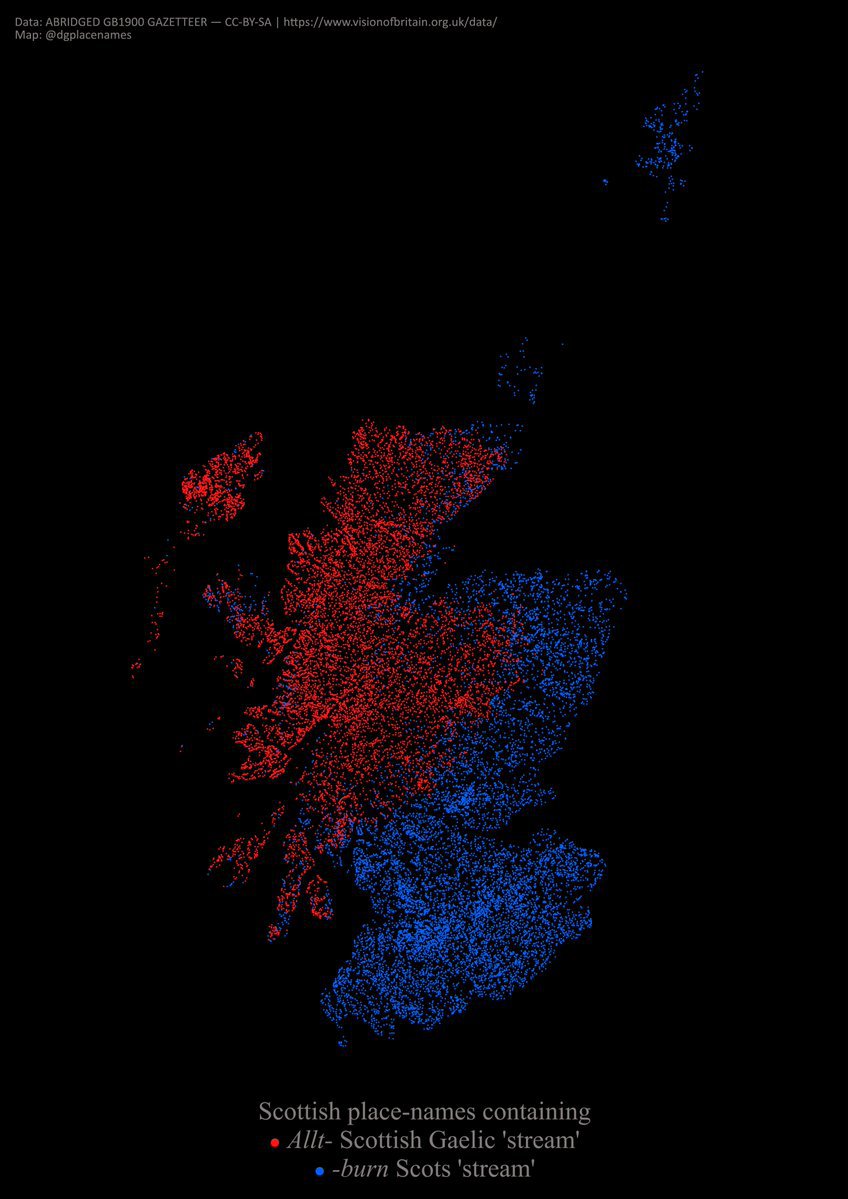 Data: ABRIDGED GB1900 GAZETTEER — CC-BY-SA | https://www.visionofbritain.org.uk/data/
Map: @dgplacenames
Scottish place-names containing
Allt- Scottish Gaelic 'stream'
-burn Scots 'stream'